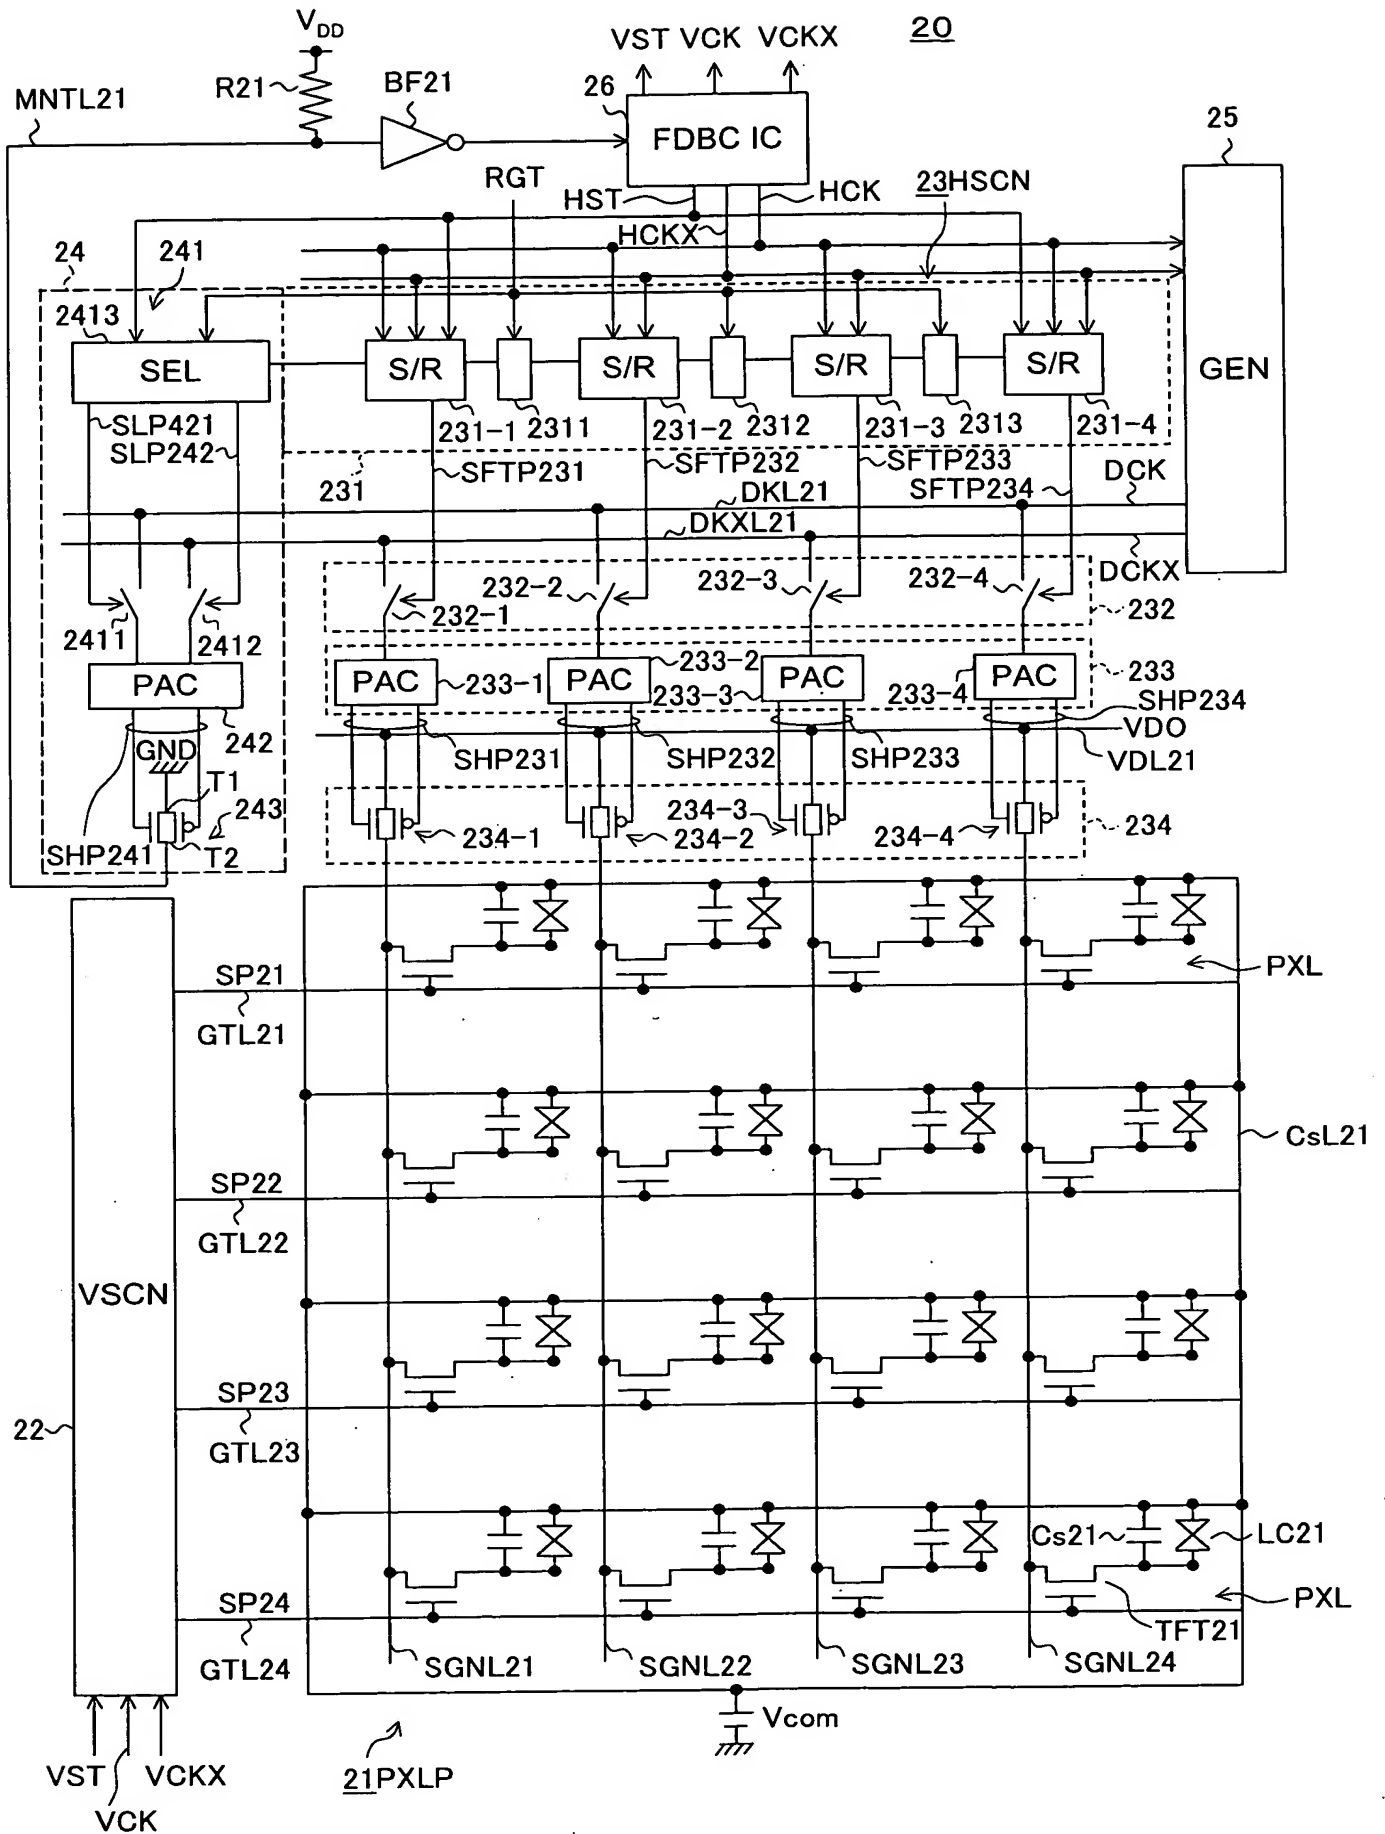 20
VDD
VST VCK VCKX
R21
BF21
26
MNTL21
FDBC IC
25
RGT
HST
HCK
23HSCN
HCKX
24
241
2413
SEL
S/R
S/R
S/R
S/R
GEN
SLP421
231-1
2311
231-2
2312
231-3
2313
231-4
SLP242
231
SFTP231
SFTP232
SFTP233
SFTP234
DCK
DKL21
DKXL21
DCKX
232-1
232-2
232-3
232-4
232
2411
2412
PAC
PAC
PAC
PAC
PAC
233-1
233-2
233-3
233-4
233
242
GND
SHP231
SHP232
SHP233
SHP234
VDO
VDL21
T1
243
SHP241
T2
234-1
234-2
234-3
234-4
234
SP21
GTL21
PXL
CsL21
SP22
GTL22
VSCN
22
SP23
GTL23
Cs21
LC21
SP24
GTL24
PXL
TFT21
SGNL21
SGNL22
SGNL23
SGNL24
Vcom
VST
VCK
VCKX
21PXLP